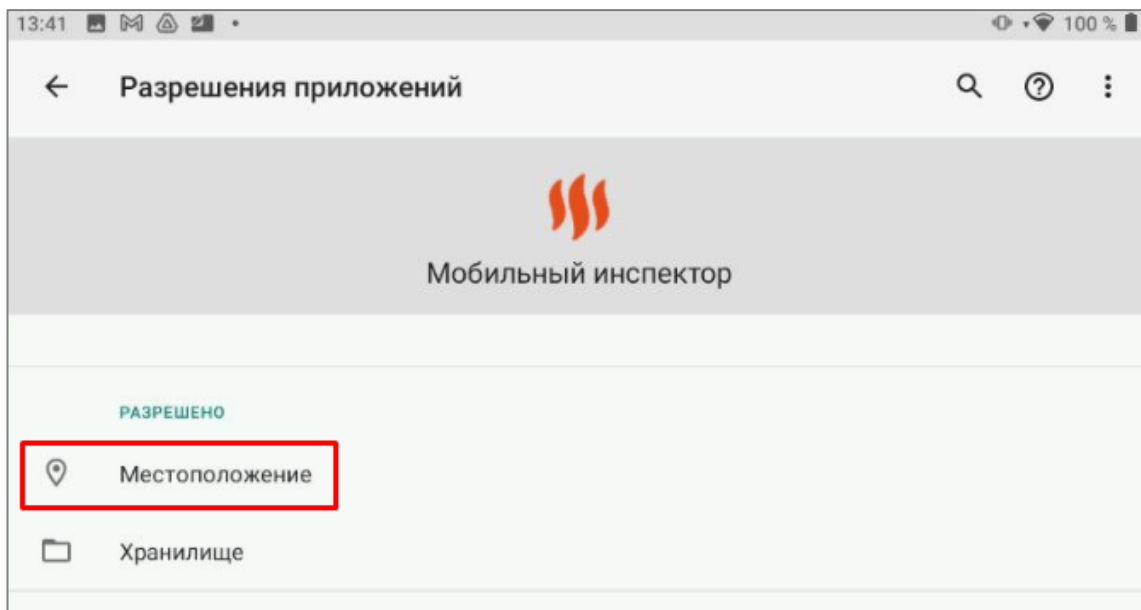 13:41 100 %
Разрешения приложений
Мобильный инспектор
РАЗРЕШЕНО
Местоположение
Хранилище